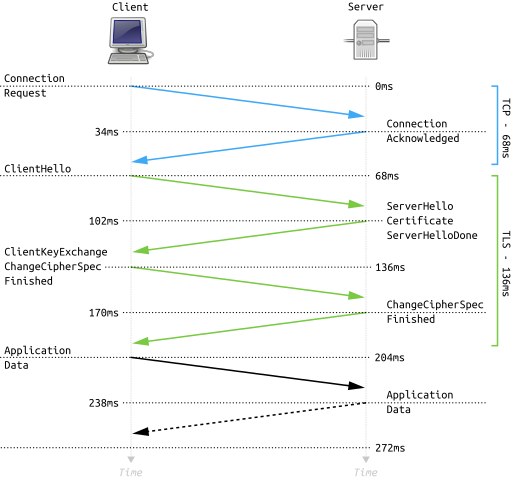 Client
Server
Connection
Request
0ms
34ms
Connection
Acknowledged
TCP - 68ms
ClientHello
68ms
ServerHello
102ms
Certificate
ServerHelloDone
ClientKeyExchange
ChangeCipherSpec
Finished
136ms
TLS - 136ms
170ms
ChangeCipherSpec
Finished
Application
Data
204ms
238ms
Application
Data
272ms
Time
Time